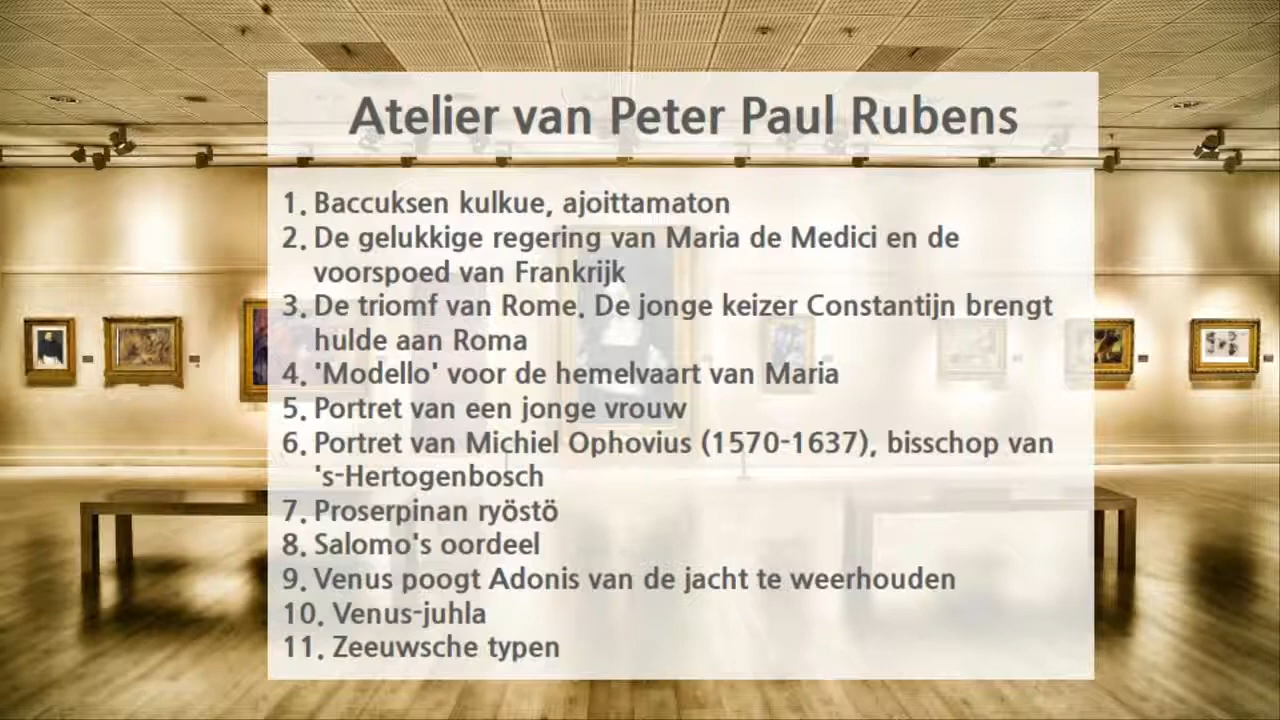 Atelier van Peter Paul Rubens
1. Baccuksen kulkue, ajoittamaton
2. De gelukkige regering van Maria de Medici en de
voorspoed van Frankrijk
3. De triomf van Rome. De jonge keizer Constantijn brengt
hulde aan Roma
4. 'Modello' voor de hemelvaart van Maria
5. Portret van een jonge vrouw
6. Portret van Michiel Ophovius (1570-1637), bisschop van
's-Hertogenbosch
7. Proserpinan ryöstö
8. Salomo's oordeel
9. Venus poogt Adonis van de jacht te weerhouden
10. Venus-juhla
11. Zeeuwsche typen